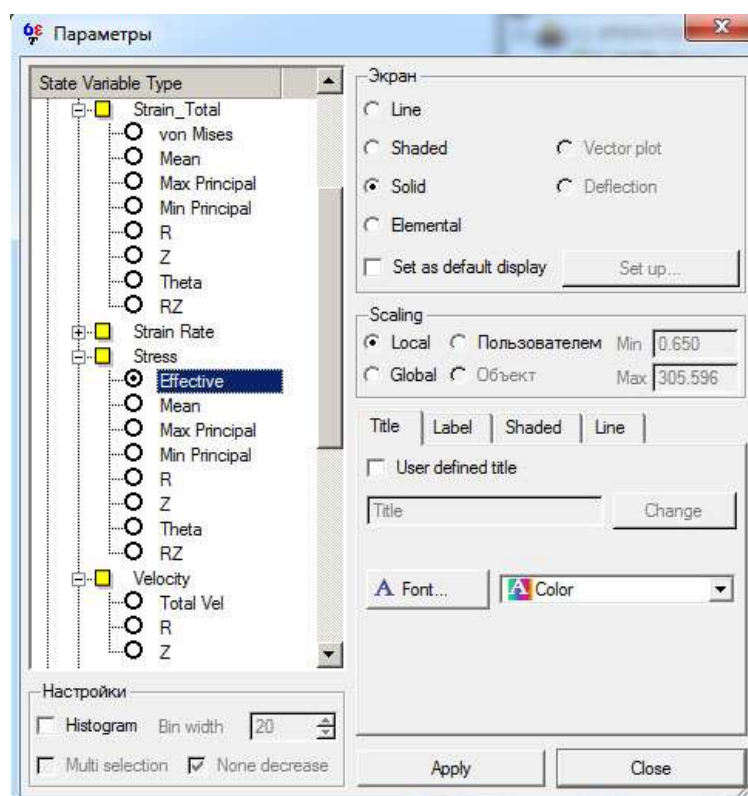 Параметры
State Variable Type
Strain_Total
von Mises
Mean
Max Principal
Min Principal
R
Z
Theta
RZ
Strain Rate
Stress
Effective
Mean
Max Principal
Min Principal
R
Z
Theta
RZ
Velocity
Total Vel
R
Z
Настройки
Histogram Bin width 20
Multi selection None decrease
Экран
Line
Shaded Vector plot
Solid Deflection
Elemental
Set as default display Set up...
Scaling
Local Пользователем Min 0.650
Global Объект Max 305.596
Title Label Shaded Line
User defined title
Title Change
A Font... A Color
Apply Close